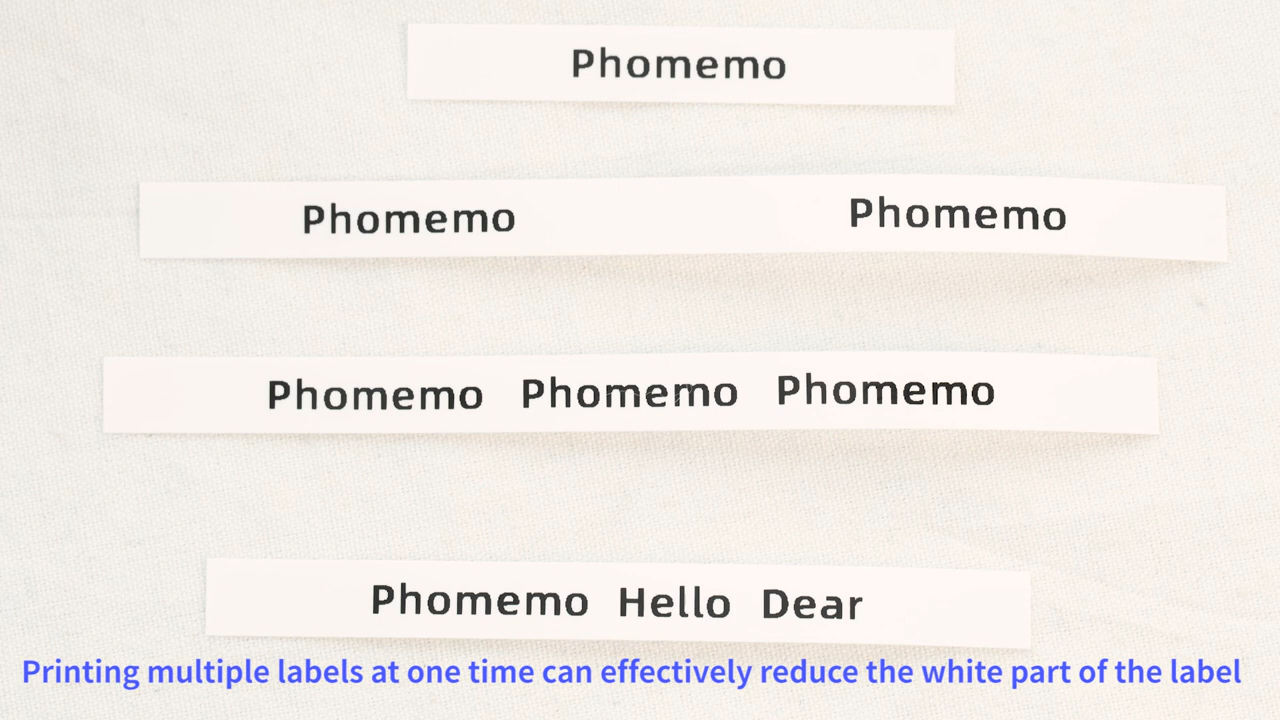 Phomemo
Phomemo Phomemo
Phomemo Phomemo Phomemo
Phomemo Hello Dear
Printing multiple labels at one time can effectively reduce the white part of the label